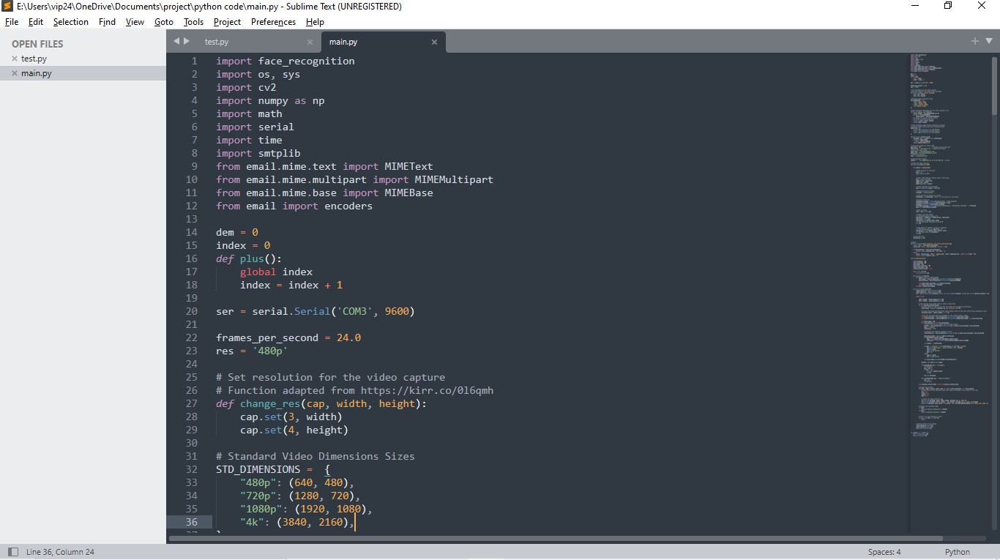 E:\Users\vip24\OneDrive\Documents\project\python code\main.py - Sublime Text (UNREGISTERED)
File Edit Selection Find View Goto Tools Project Preferences Help
OPEN FILES
test.py
main.py
test.py main.py
1 import face_recognition
2 import os, sys
3 import cv2
4 import numpy as np
5 import math
6 import serial
7 import time
8 import smtplib
9 from email.mime.text import MIMEText
10 from email.mime.multipart import MIMEMultipart
11 from email.mime.base import MIMEBase
12 from email import encoders
13
14 dem = 0
15 index = 0
16 def plus():
17     global index
18     index = index + 1
19
20 ser = serial.Serial('COM3', 9600)
21
22 frames_per_second = 24.0
23 res = '480p'
24
25 # Set resolution for the video capture
26 # Function adapted from https://kirr.co/0l6qmh
27 def change_res(cap, width, height):
28     cap.set(3, width)
29     cap.set(4, height)
30
31 # Standard Video Dimensions Sizes
32 STD_DIMENSIONS =  {
33     "480p": (640, 480),
34     "720p": (1280, 720),
35     "1080p": (1920, 1080),
36     "4k": (3840, 2160),
Line 36, Column 24 Spaces: 4 Python